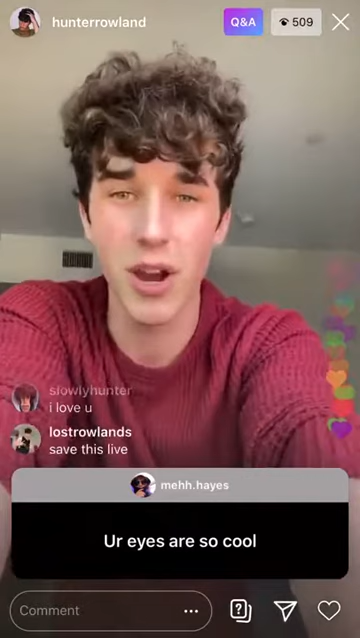 hunterrowland
Q&A
509
slowlyhunter
i love u
lostrowlands
save this live
mehh.hayes
Ur eyes are so cool
Comment